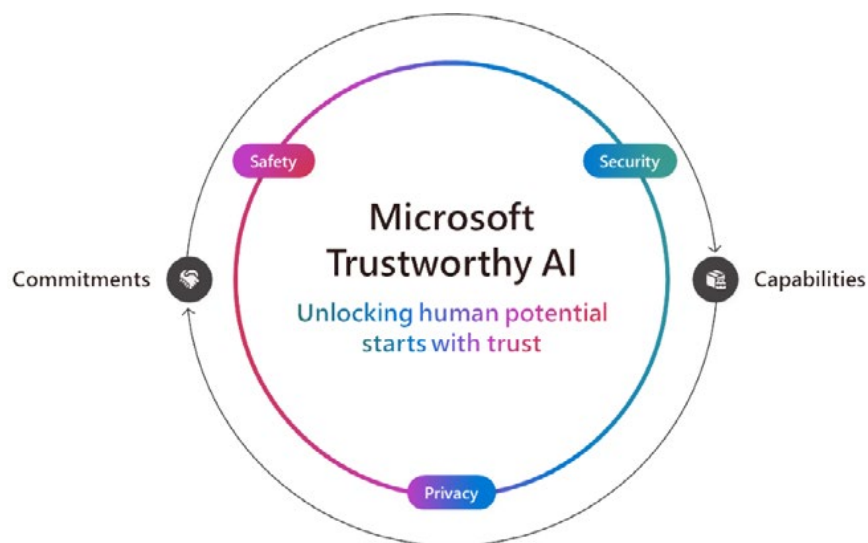 Safety
Security
Microsoft
Trustworthy AI
Commitments
Capabilities
Unlocking human potential
starts with trust
Privacy